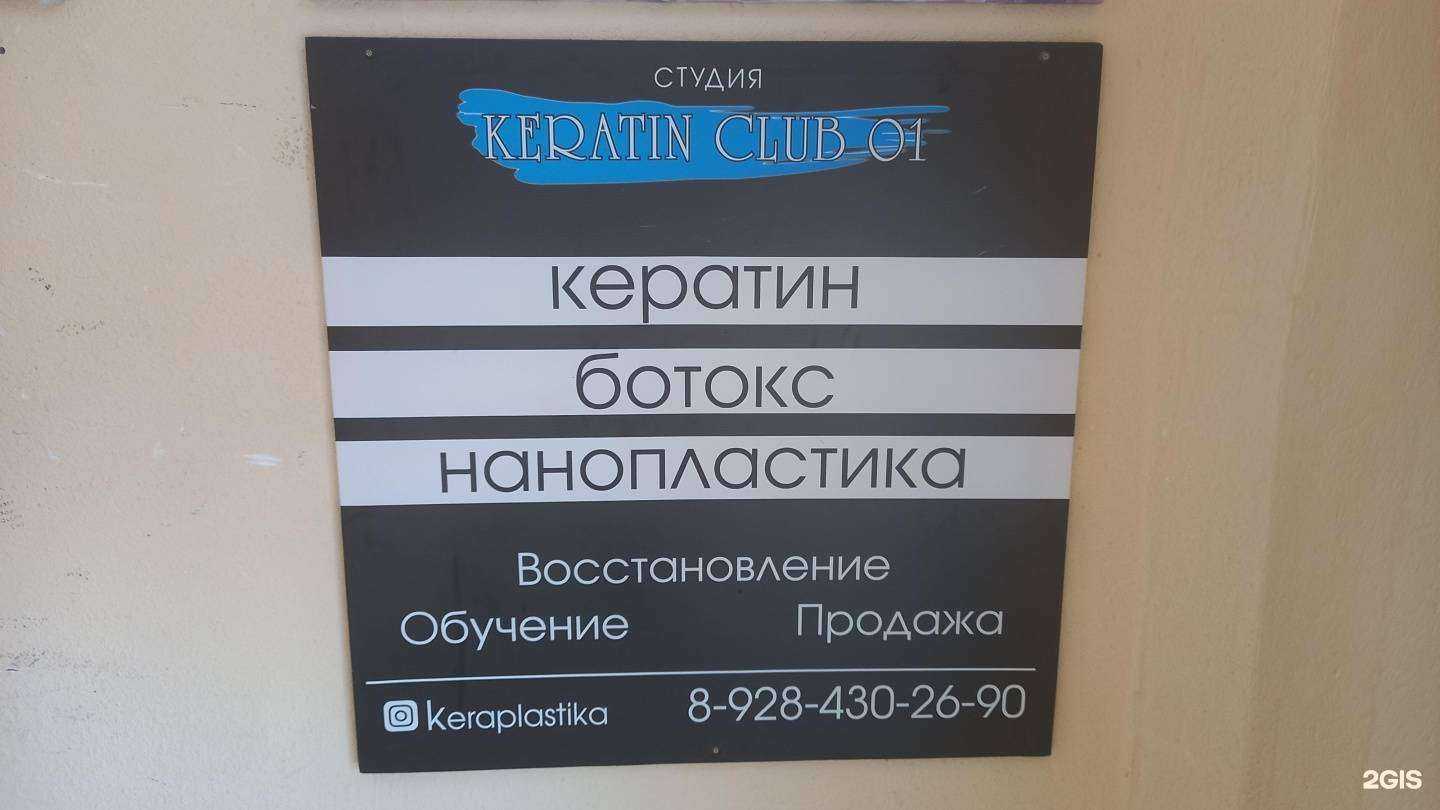 студия
KERATIN CLUB 01
кератин
ботокс
нанопластика
Восстановление
Обучение Продажа
Keraplastika 8-928-430-26-90
2GIS